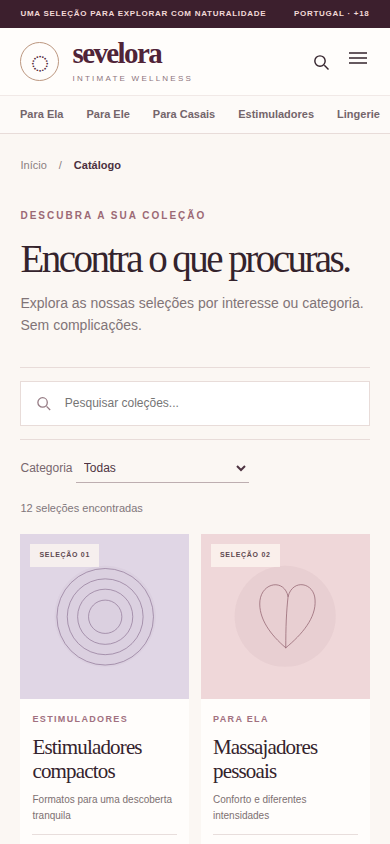 UMA SELEÇÃO PARA EXPLORAR COM NATURALIDADE PORTUGAL · +18
sevelora
INTIMATE WELLNESS
Para Ela Para Ele Para Casais Estimuladores Lingerie
Início / Catálogo
DESCUBRA A SUA COLEÇÃO
Encontra o que procuras.
Explora as nossas seleções por interesse ou categoria.
Sem complicações.
Pesquisar coleções...
Categoria Todas
12 seleções encontradas
SELEÇÃO 01
ESTIMULADORES
Estimuladores
compactos
Formatos para uma descoberta
tranquila
SELEÇÃO 02
PARA ELA
Massajadores
pessoais
Conforto e diferentes
intensidades